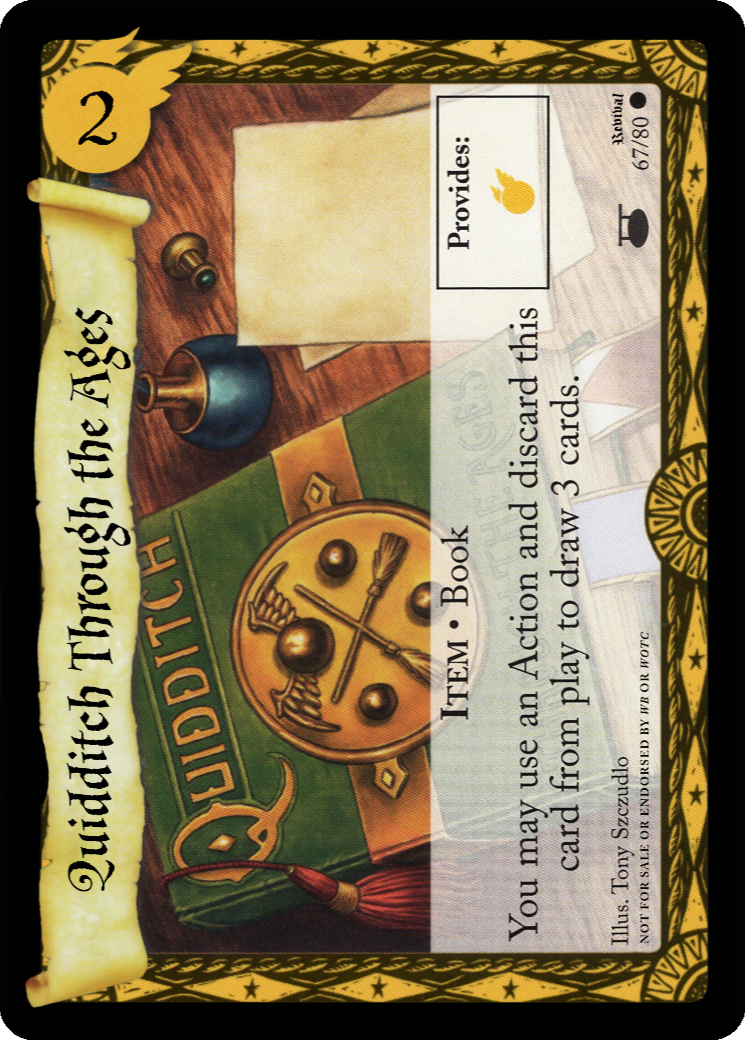 2
Quidditch Through the Ages
QUIDDITCH
THE AGES
ITEM • Book
Provides:
You may use an Action and discard this
card from play to draw 3 cards.
Illus. Tony Szczudlo
NOT FOR SALE OR ENDORSED BY WB OR WOTC
Revival
67/80